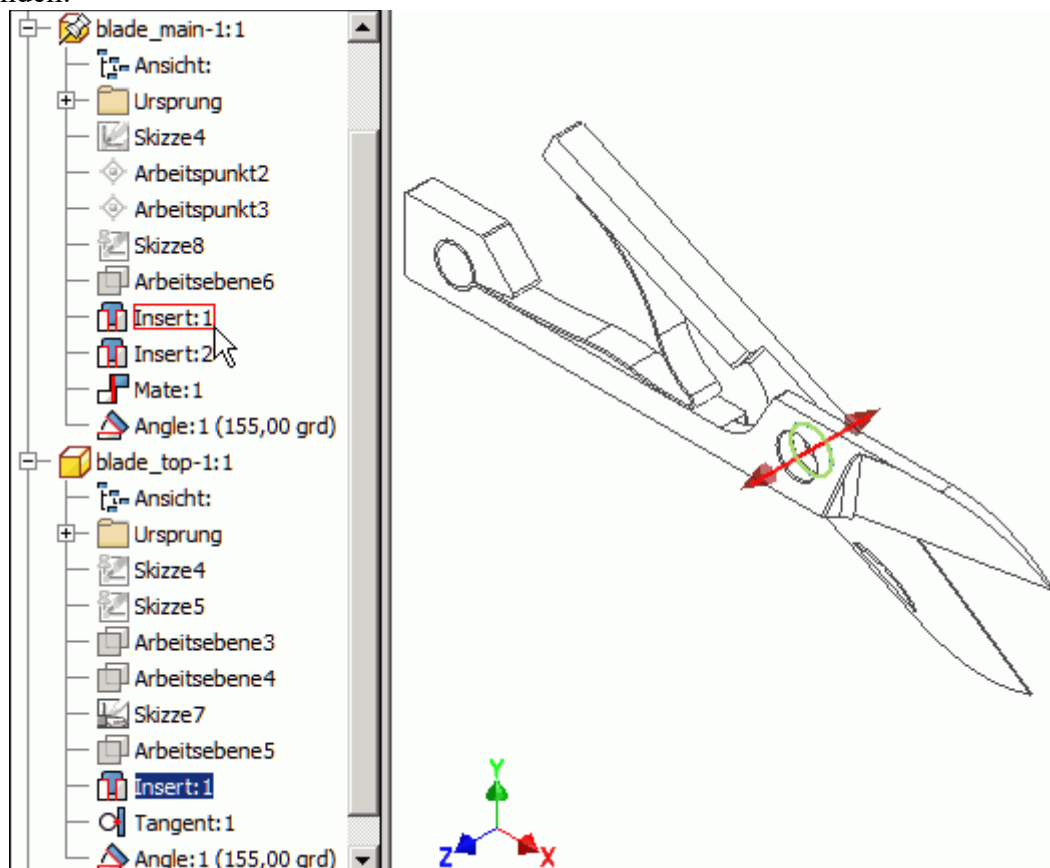 blade_main-1:1
Ansicht:
Ursprung
Skizze4
Arbeitspunkt2
Arbeitspunkt3
Skizze8
Arbeitsebene6
Insert:1
Insert:2
Mate:1
Angle:1 (155,00 grd)
blade_top-1:1
Ansicht:
Ursprung
Skizze4
Skizze5
Arbeitsebene3
Arbeitsebene4
Skizze7
Arbeitsebene5
Insert:1
Tangent:1
Angle:1 (155,00 grd)
Y
Z
X